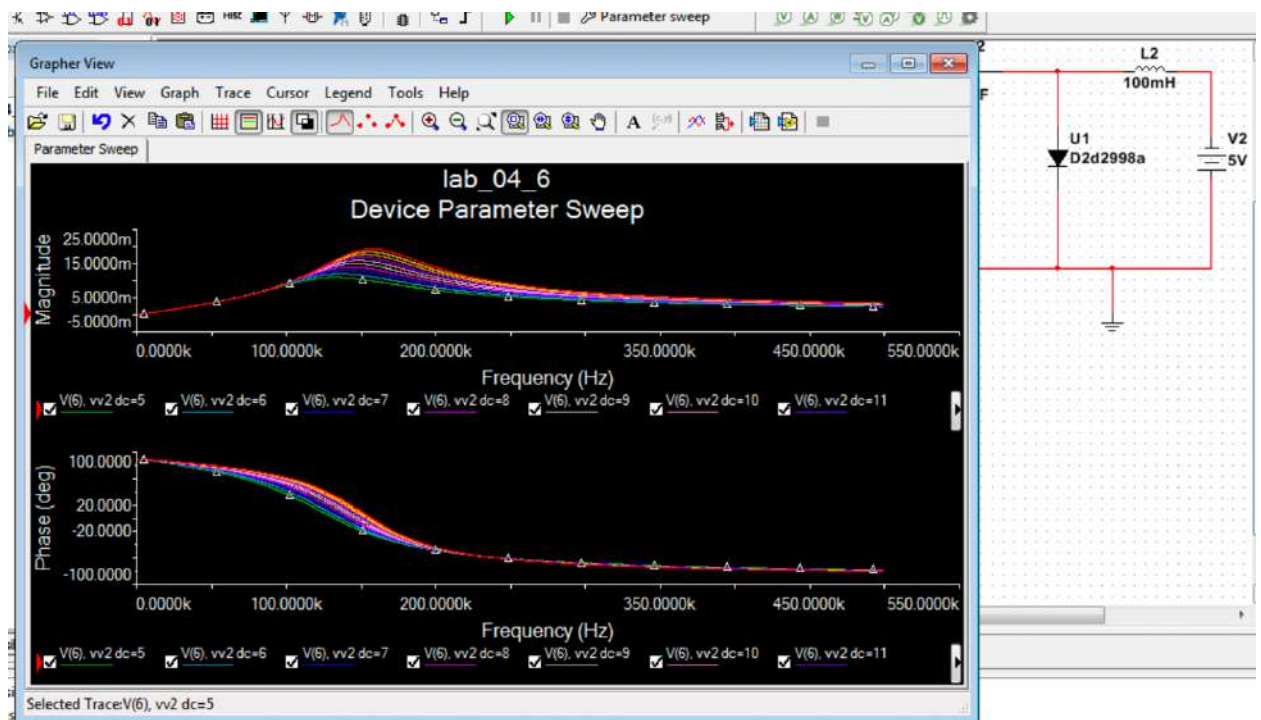 Parameter sweep
Grapher View
File Edit View Graph Trace Cursor Legend Tools Help
Parameter Sweep
lab_04_6
Device Parameter Sweep
Magnitude
25.0000m
15.0000m
5.0000m
-5.0000m
0.0000k 100.0000k 200.0000k 350.0000k 450.0000k 550.0000k
Frequency (Hz)
V(6), vv2 dc=5 V(6), vv2 dc=6 V(6), vv2 dc=7 V(6), vv2 dc=8 V(6), vv2 dc=9 V(6), vv2 dc=10 V(6), vv2 dc=11
Phase (deg)
100.0000
20.0000
-20.0000
-100.0000
0.0000k 100.0000k 200.0000k 350.0000k 450.0000k 550.0000k
Frequency (Hz)
V(6), vv2 dc=5 V(6), vv2 dc=6 V(6), vv2 dc=7 V(6), vv2 dc=8 V(6), vv2 dc=9 V(6), vv2 dc=10 V(6), vv2 dc=11
Selected Trace:V(6), vv2 dc=5
L2
100mH
U1
D2d2998a
V2
5V